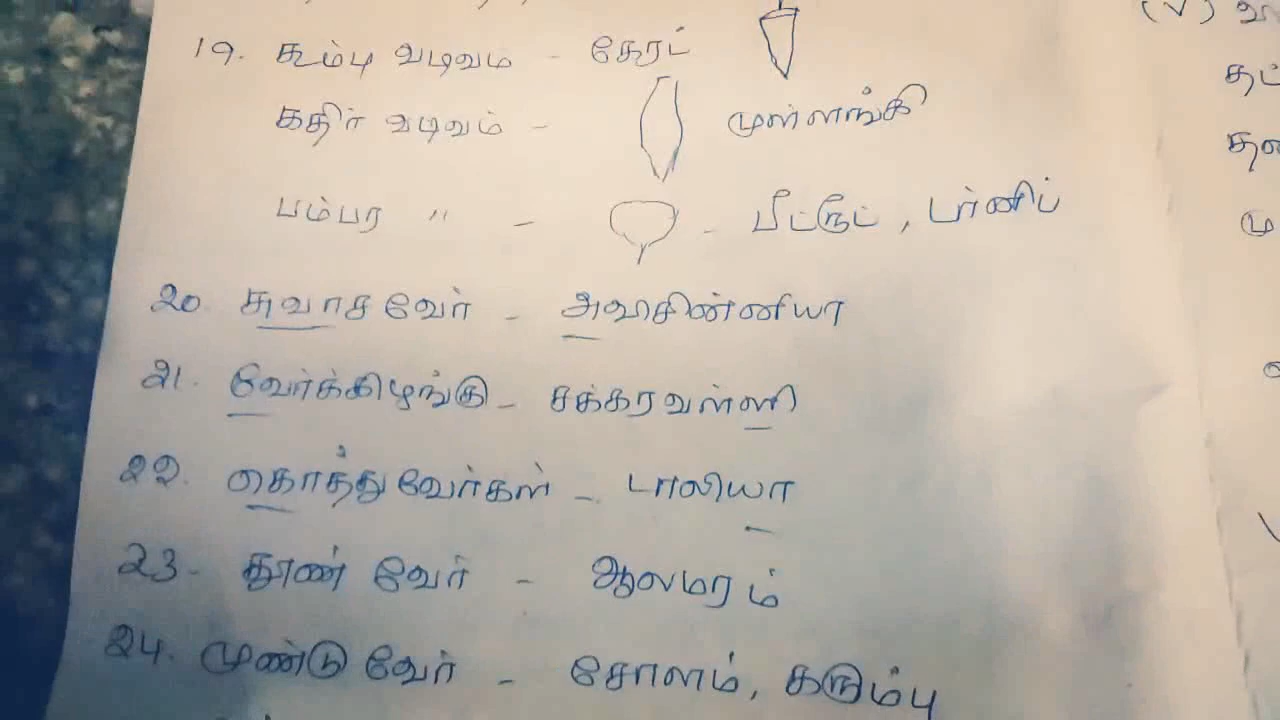 19. கூம்பு வடிவம் - கேரட்
கதிர் வடிவம் - முள்ளங்கி
பம்பர " - பீட்ரூட், டர்னிப்
20. சுவாச வேர் - அவிசின்னியா
21. வேர்க்கிழங்கு - சக்கரவள்ளி
22. கொத்து வேர்கள் - டாலியா
23. தூண் வேர் - ஆலமரம்
24. முண்டு வேர் - சோளம், கரும்பு
(V)